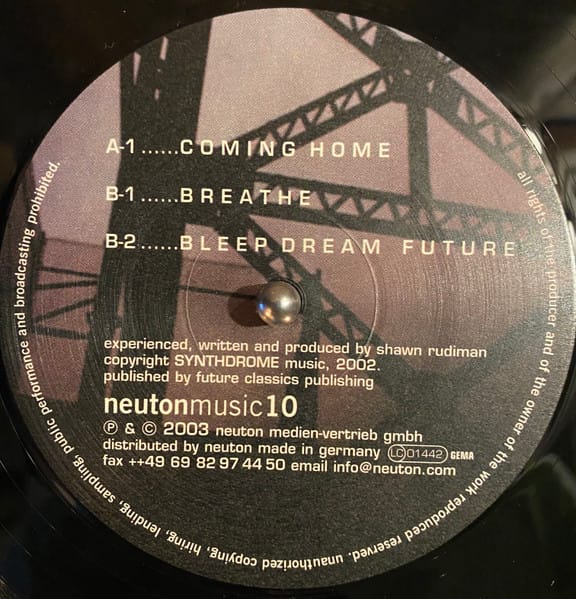 A-1 ......COMING HOME
B-1 ......BREATHE
B-2 ......BLEEP DREAM FUTURE
experienced, written and produced by shawn rudiman
copyright SYNTHDROME music, 2002.
published by future classics publishing
neutonmusic10
Ⓟ & © 2003 neuton medien-vertrieb gmbh
distributed by neuton made in germany LC 01442 GEMA
fax ++49 69 82 97 44 50 email info@neuton.com
all rights of the producer and of the owner of the work reproduced reserved. unauthorized copying, hiring, lending, sampling, public performance and broadcasting prohibited.